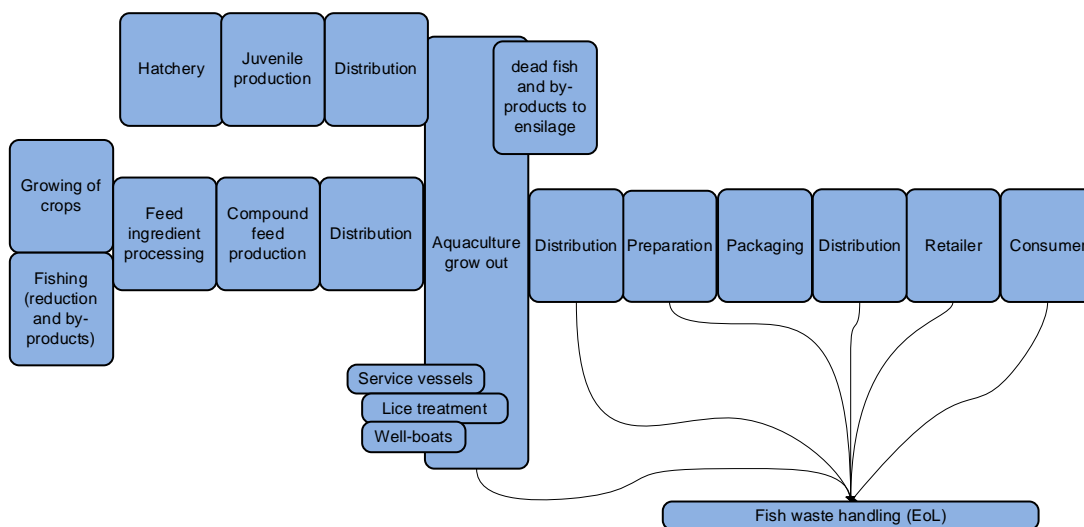 Hatchery
Juvenile
production
Distribution
dead fish
and by-
products to
ensilage
Growing of
crops
Feed
ingredient
processing
Compound
feed
production
Distribution
Aquaculture
grow out
Distribution
Preparation
Packaging
Distribution
Retailer
Consumer
Fishing
(reduction
and by-
products)
Service vessels
Lice treatment
Well-boats
Fish waste handling (EoL)